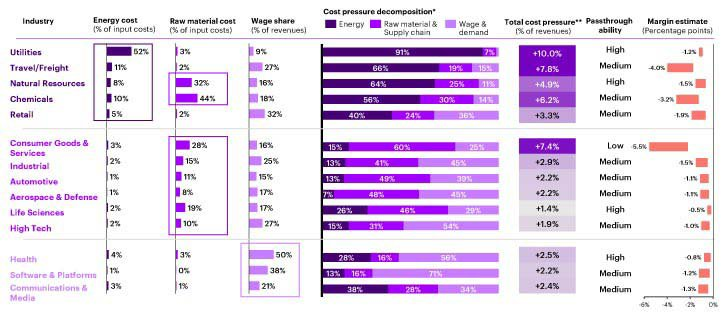 Industry Energy cost (% of input costs) Raw material cost (% of input costs) Wage share (% of revenues) Cost pressure decomposition* Energy Raw material & Supply chain Wage & demand Total cost pressure** (% of revenues) Passthrough ability Margin estimate (Percentage points)
Utilities 52% 3% 9% 91% 7% +10.0% High -1.2%
Travel/Freight 11% 2% 27% 66% 19% 15% +7.8% Medium -4.0%
Natural Resources 8% 32% 16% 64% 25% 11% +4.9% High -1.5%
Chemicals 10% 44% 18% 56% 30% 14% +6.2% Medium -3.2%
Retail 5% 2% 32% 40% 24% 36% +3.3% Medium -1.9%
Consumer Goods & Services 3% 28% 16% 15% 60% 25% +7.4% Low -5.5%
Industrial 2% 15% 25% 13% 41% 45% +2.9% Medium -1.5%
Automotive 1% 11% 15% 13% 49% 39% +2.2% Medium -1.1%
Aerospace & Defense 1% 8% 17% 7% 48% 45% +2.2% Medium -1.1%
Life Sciences 2% 19% 17% 26% 46% 29% +1.4% High -0.5%
High Tech 2% 10% 27% 15% 31% 54% +1.9% Medium -1.0%
Health 4% 3% 50% 28% 16% 56% +2.5% High -0.8%
Software & Platforms 1% 0% 38% 13% 16% 71% +2.2% Medium -1.2%
Communications & Media 3% 1% 21% 38% 28% 34% +2.4% Medium -1.3%
-6% -4% -2% 0%